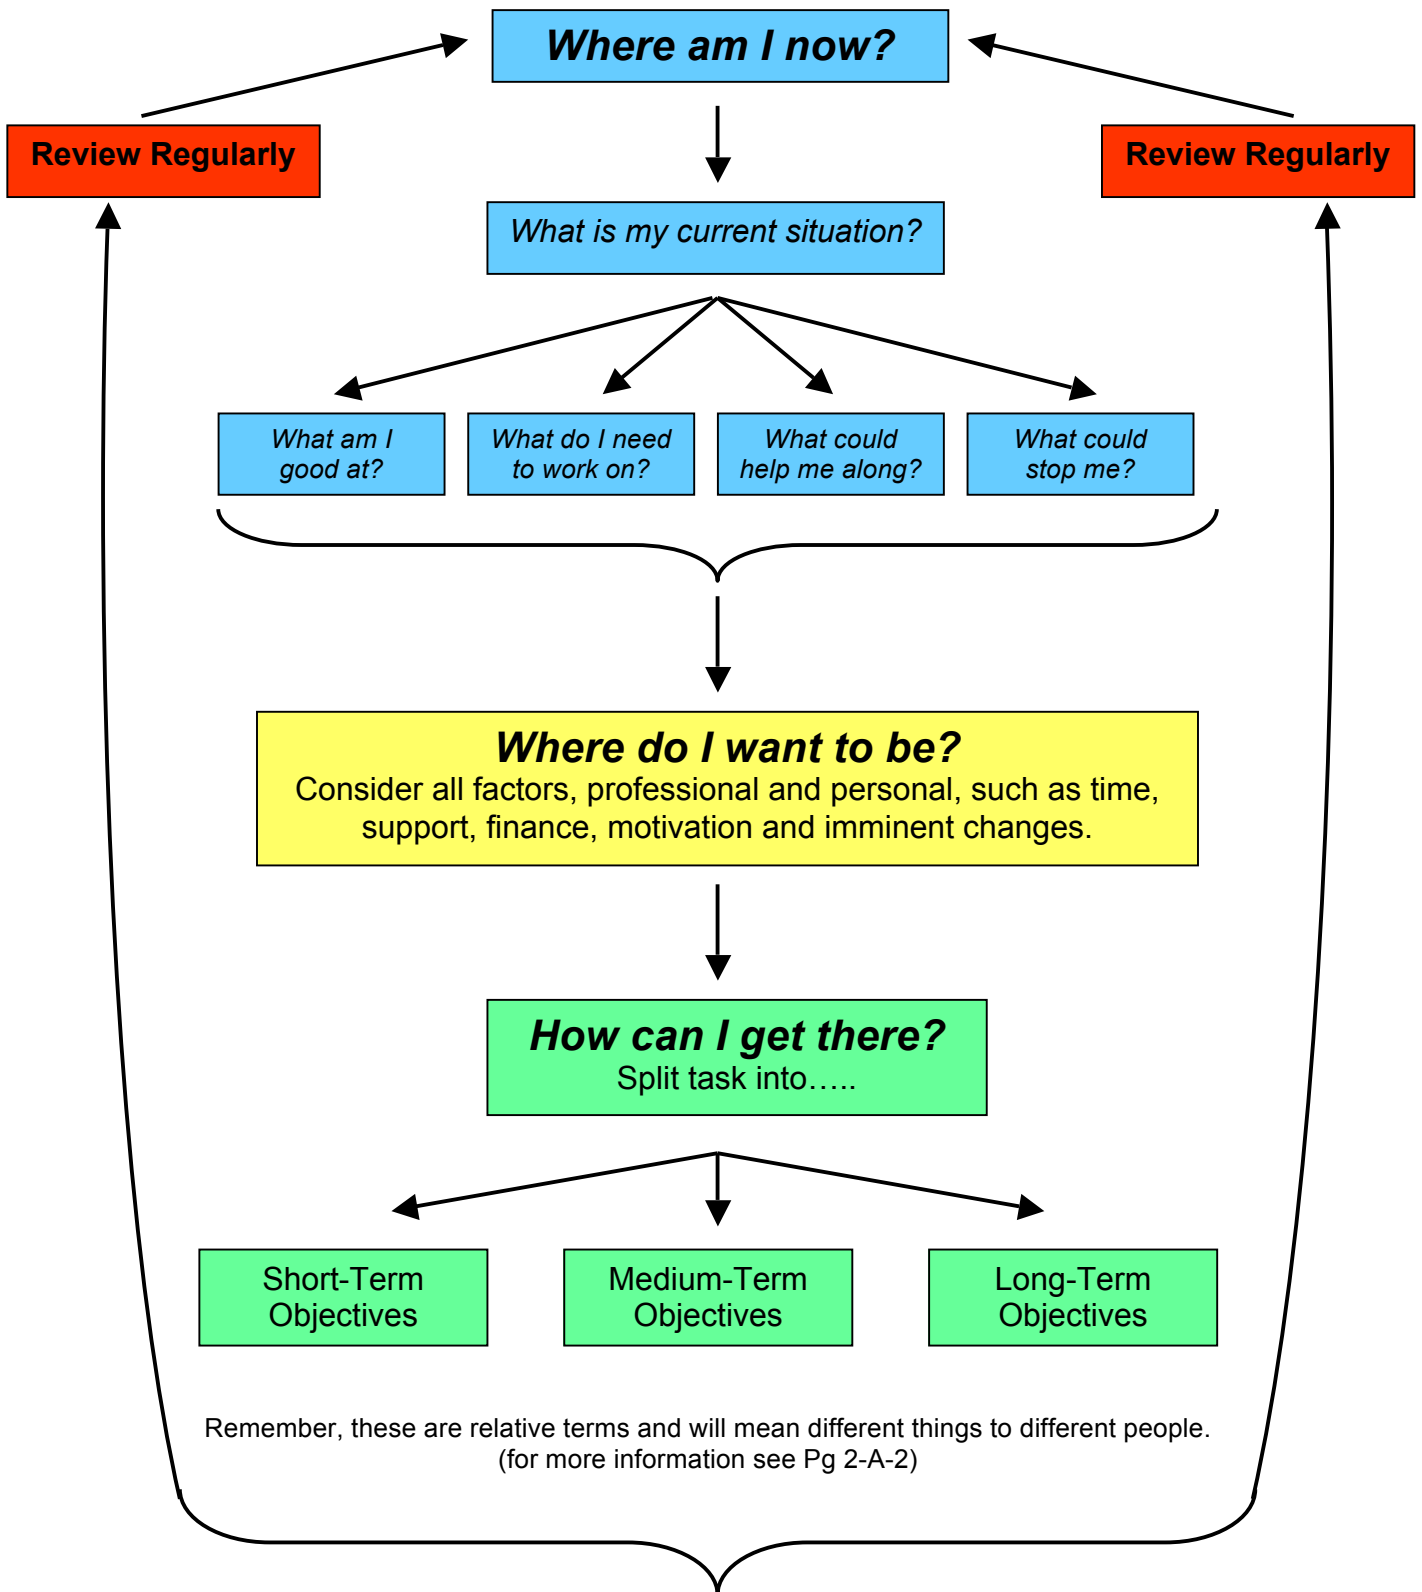 Where am I now?
Review Regularly
Review Regularly
What is my current situation?
What am I
good at?
What do I need
to work on?
What could
help me along?
What could
stop me?
Where do I want to be?
Consider all factors, professional and personal, such as time,
support, finance, motivation and imminent changes.
How can I get there?
Split task into…..
Short-Term
Objectives
Medium-Term
Objectives
Long-Term
Objectives
Remember, these are relative terms and will mean different things to different people.
(for more information see Pg 2-A-2)